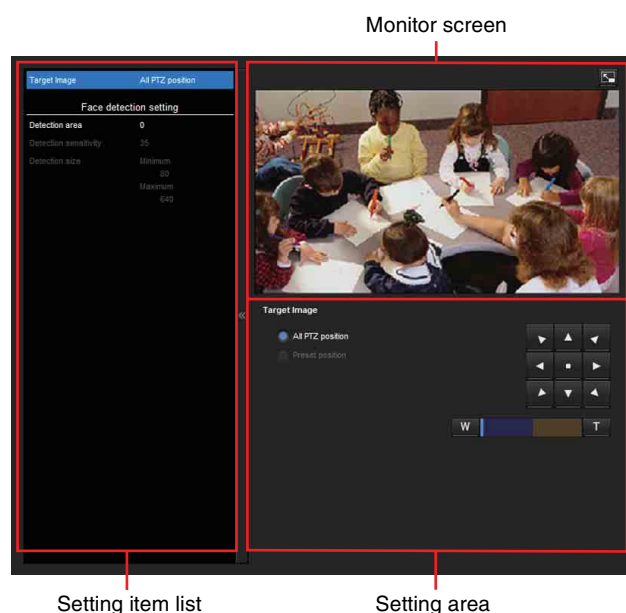 Monitor screen
Target Image All PTZ position
Face detection setting
Detection area 0
Detection sensitivity 35
Detection size Minimum
80
Maximum
640
«
Target Image
All PTZ position
Preset position
W T
Setting item list Setting area